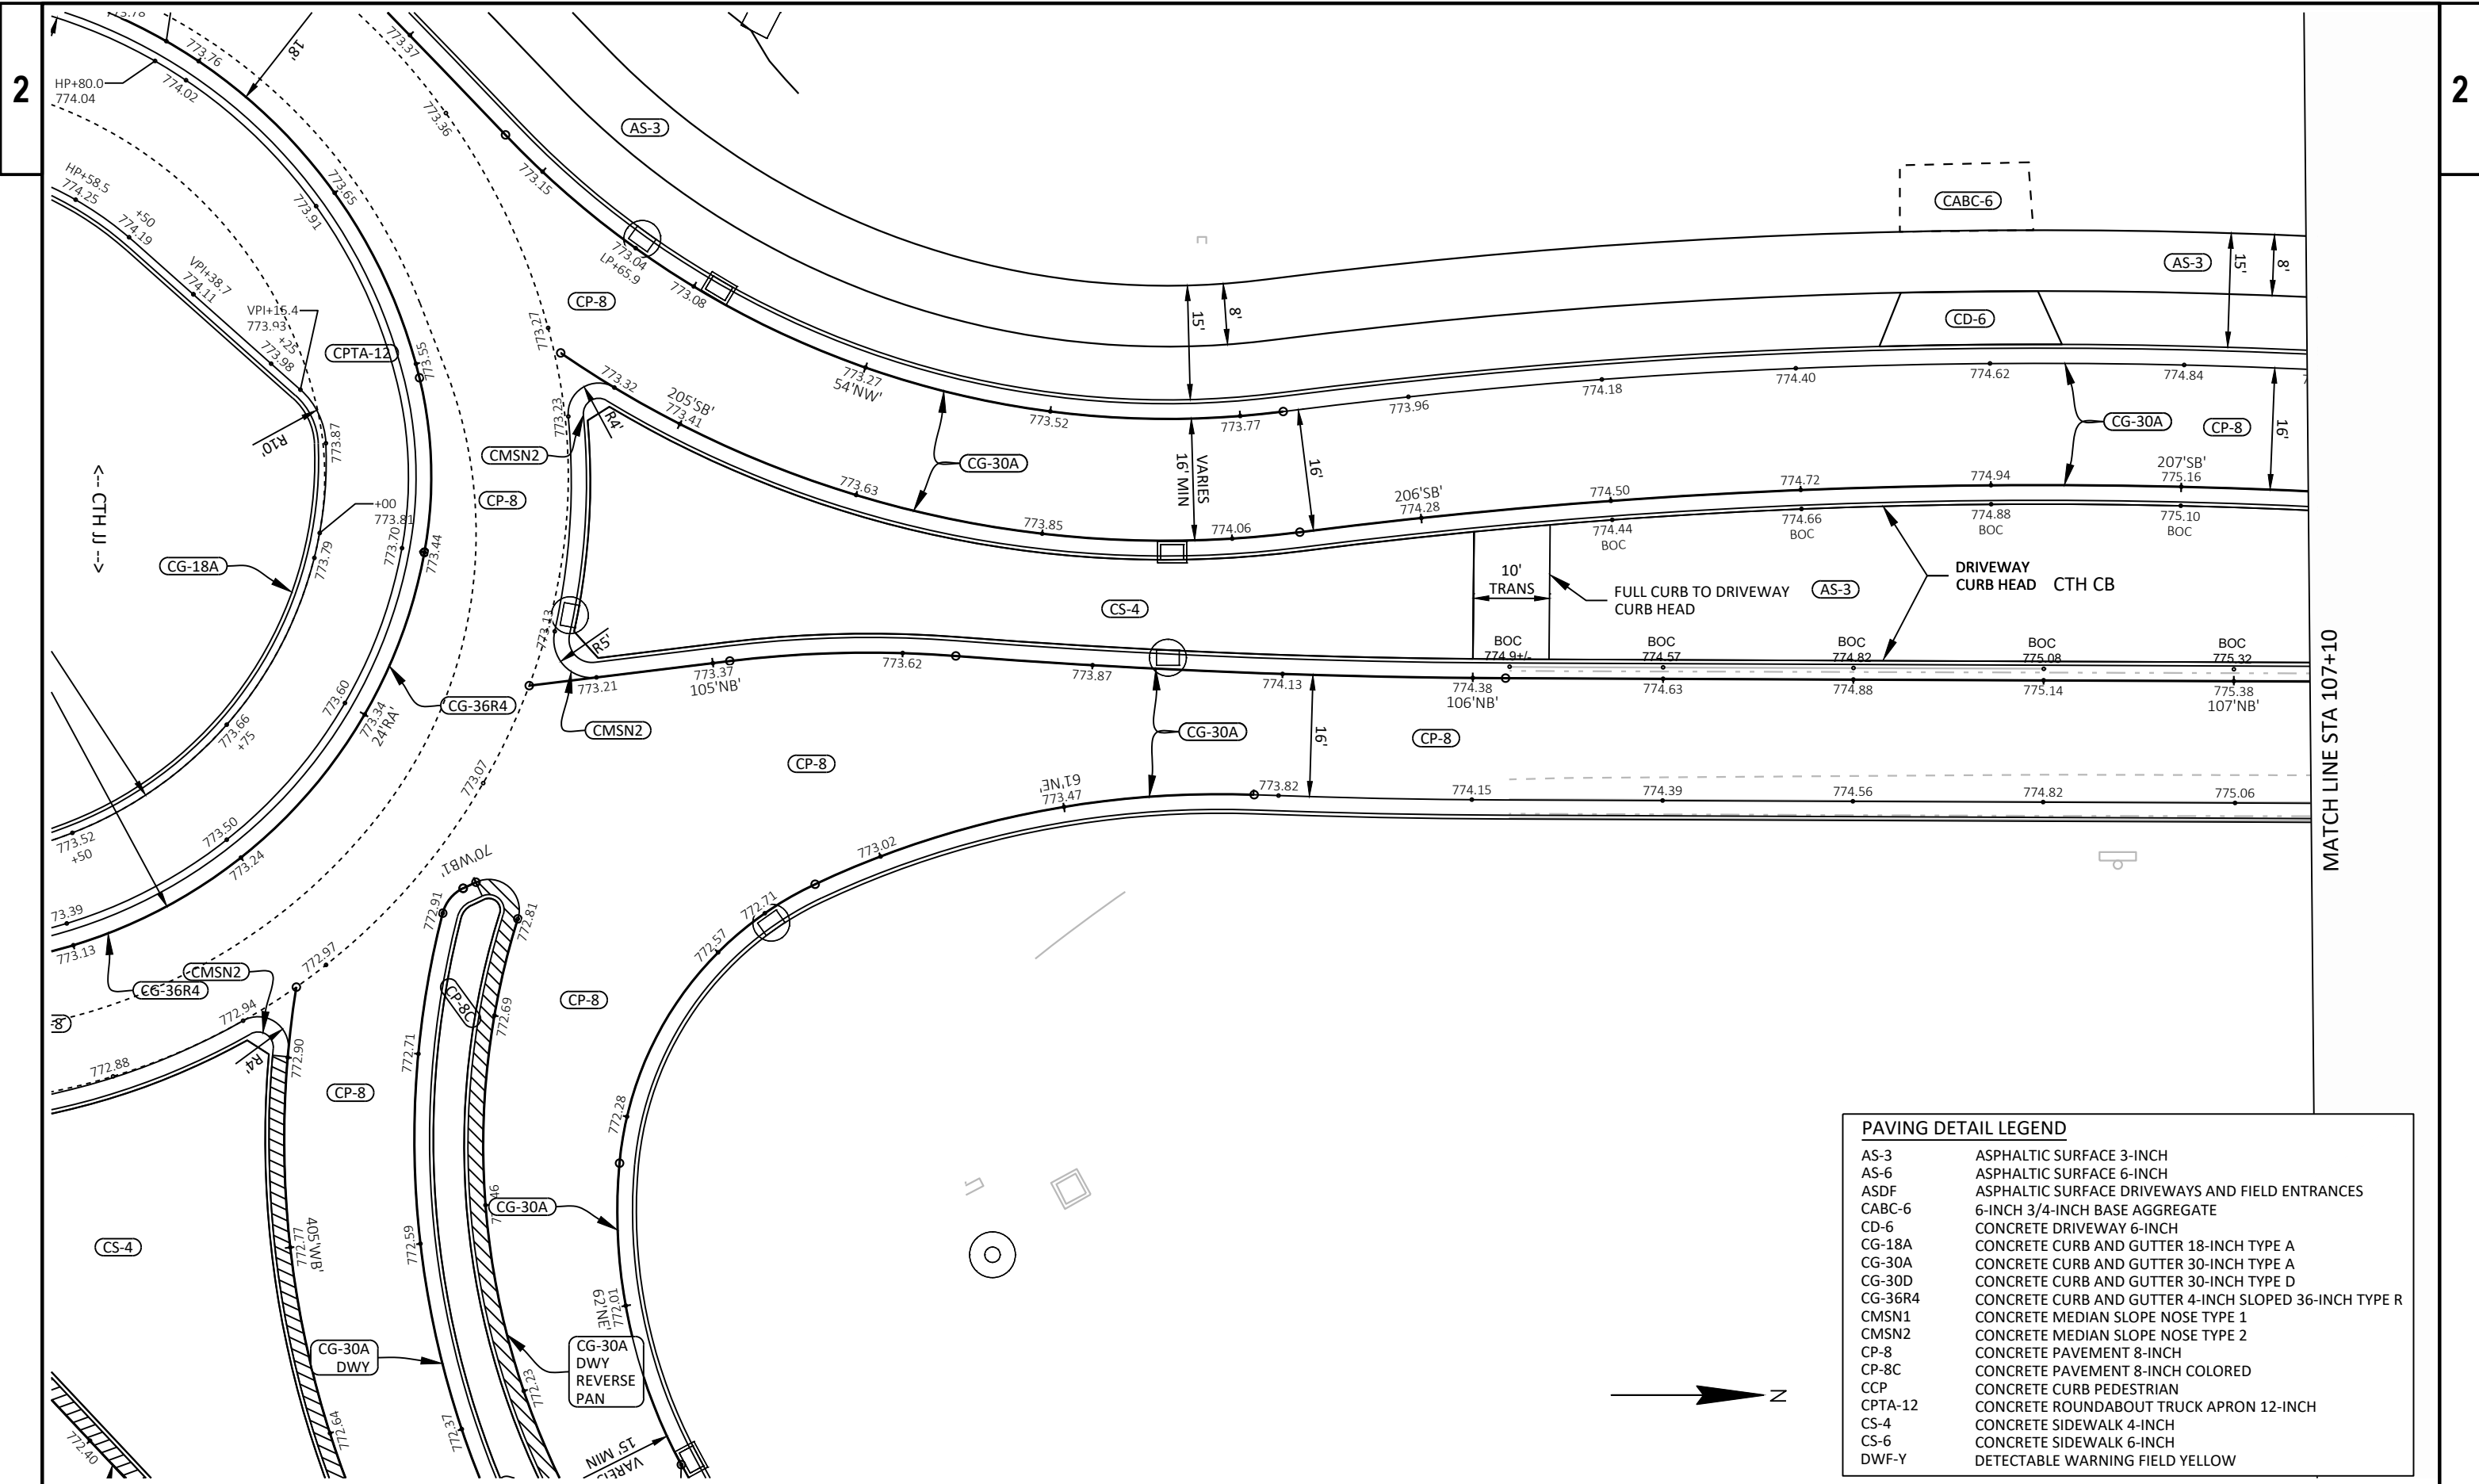 2
2
773.78
773.76
18'
HP+80.0
774.04
774.02
773.37
773.36
773.15
AS-3
HP+58.5
774.25
+50
774.19
VPI+38.7
774.11
VPI+15.4
773.93
+25
773.98
773.65
773.91
CPTA-12
773.55
R10'
773.87
+00
773.81
773.79
773.70
773.44
<-- CTH JJ -->
CG-18A
773.66
+75
773.60
773.34
24'RA'
773.52
+50
773.50
773.24
73.39
773.13
CG-36R4
CG-36R4
CMSN2
772.97
772.94
772.88
-8
R4'
772.90
CP-8
CS-4
405'WB'
772.77
772.64
772.40
CP-8
773.04
LP+65.9
773.08
773.27
773.32
773.23
R4'
205'SB'
773.41
CMSN2
CP-8
773.27
54'NW'
773.52
773.77
773.63
773.85
774.06
CG-30A
15'
8'
VARIES
16' MIN
16'
773.96
774.18
774.40
774.62
774.84
7
CABC-6
AS-3
15'
8'
CD-6
CG-30A
CP-8
16'
206'SB'
774.28
774.50
774.72
774.94
207'SB'
775.16
774.44
BOC
774.66
BOC
774.88
BOC
775.10
BOC
CS-4
10'
TRANS
FULL CURB TO DRIVEWAY
CURB HEAD
AS-3
DRIVEWAY
CURB HEAD
CTH CB
773.13
R5'
773.21
CMSN2
773.37
105'NB'
773.62
773.87
774.13
774.38
106'NB'
774.63
774.88
775.14
775.38
107'NB'
BOC
774.9+/-
BOC
774.57
BOC
774.82
BOC
775.08
BOC
775.32
CG-30A
16'
CP-8
CP-8
773.07
61'NE'
773.47
773.82
774.15
774.39
774.56
774.82
775.06
773.02
772.71
772.57
772.28
772.01
62'NE'
70'WB1'
772.91
772.81
CP-8C
CP-8
772.71
772.69
772.59
46
772.37
772.23
CG-30A
CG-30A
DWY
CG-30A
DWY
REVERSE
PAN
15' MIN
MATCH LINE STA 107+10
N
PAVING DETAIL LEGEND
AS-3 ASPHALTIC SURFACE 3-INCH
AS-6 ASPHALTIC SURFACE 6-INCH
ASDF ASPHALTIC SURFACE DRIVEWAYS AND FIELD ENTRANCES
CABC-6 6-INCH 3/4-INCH BASE AGGREGATE
CD-6 CONCRETE DRIVEWAY 6-INCH
CG-18A CONCRETE CURB AND GUTTER 18-INCH TYPE A
CG-30A CONCRETE CURB AND GUTTER 30-INCH TYPE A
CG-30D CONCRETE CURB AND GUTTER 30-INCH TYPE D
CG-36R4 CONCRETE CURB AND GUTTER 4-INCH SLOPED 36-INCH TYPE R
CMSN1 CONCRETE MEDIAN SLOPE NOSE TYPE 1
CMSN2 CONCRETE MEDIAN SLOPE NOSE TYPE 2
CP-8 CONCRETE PAVEMENT 8-INCH
CP-8C CONCRETE PAVEMENT 8-INCH COLORED
CCP CONCRETE CURB PEDESTRIAN
CPTA-12 CONCRETE ROUNDABOUT TRUCK APRON 12-INCH
CS-4 CONCRETE SIDEWALK 4-INCH
CS-6 CONCRETE SIDEWALK 6-INCH
DWF-Y DETECTABLE WARNING FIELD YELLOW